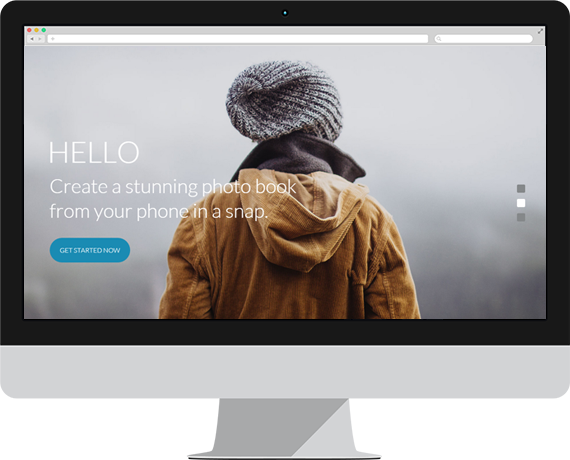 HELLO
Create a stunning photo book
from your phone in a snap.
GET STARTED NOW